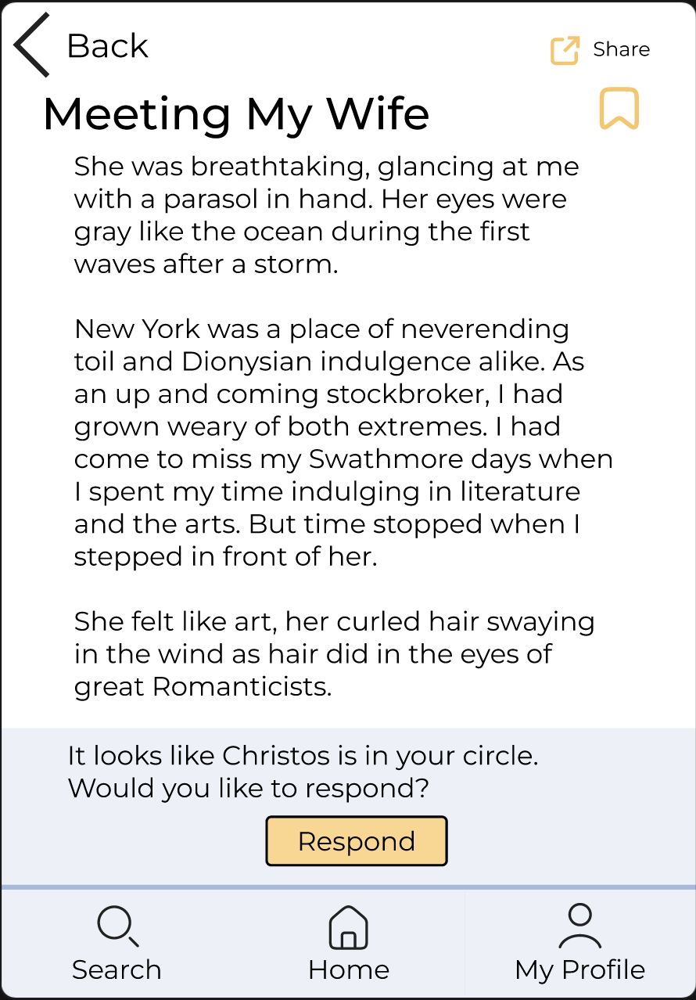 Back
Share
Meeting My Wife
She was breathtaking, glancing at me
with a parasol in hand. Her eyes were
gray like the ocean during the first
waves after a storm.
New York was a place of neverending
toil and Dionysian indulgence alike. As
an up and coming stockbroker, I had
grown weary of both extremes. I had
come to miss my Swathmore days when
I spent my time indulging in literature
and the arts. But time stopped when I
stepped in front of her.
She felt like art, her curled hair swaying
in the wind as hair did in the eyes of
great Romanticists.
It looks like Christos is in your circle.
Would you like to respond?
Respond
Search
Home
My Profile